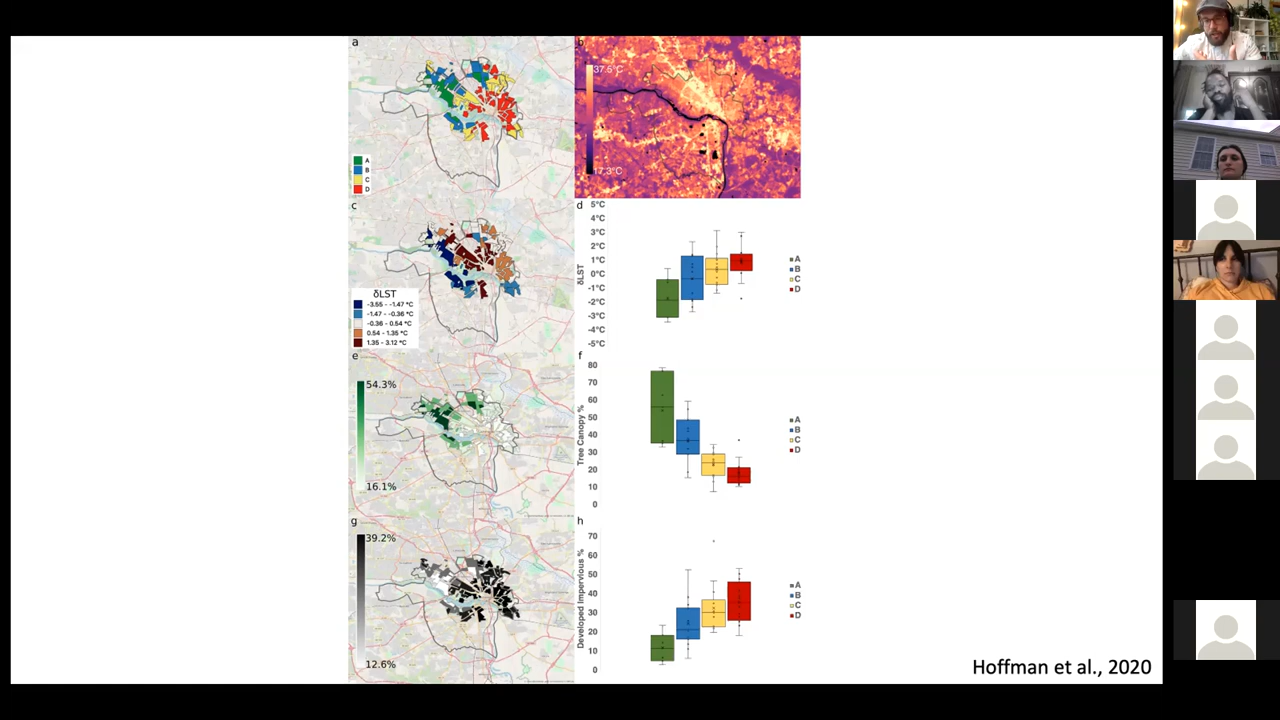 a
A
B
C
D
b
37.5°C
17.3°C
c
δLST
-3.55 - -1.47 °C
-1.47 - -0.36 °C
-0.36 - 0.54 °C
0.54 - 1.35 °C
1.35 - 3.12 °C
d
5°C
4°C
3°C
2°C
1°C
0°C
-1°C
-2°C
-3°C
-4°C
-5°C
δLST
A
B
C
D
e
54.3%
16.1%
f
80
70
60
50
40
30
20
10
0
Tree Canopy %
A
B
C
D
g
39.2%
12.6%
h
70
60
50
40
30
20
10
0
Developed Impervious %
A
B
C
D
Hoffman et al., 2020